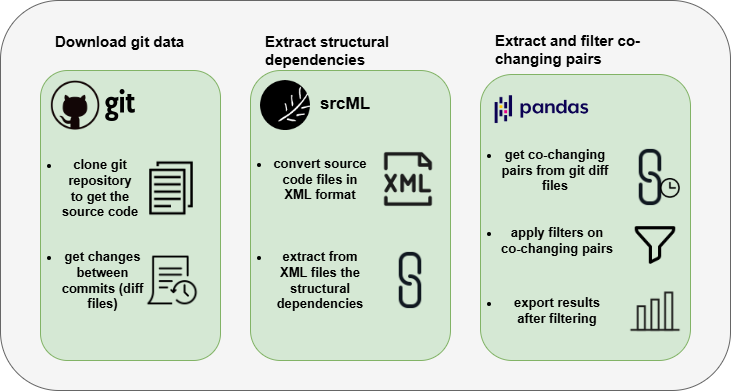 Download git data
git
• clone git
repository
to get the
source code
• get changes
between
commits (diff
files)
Extract structural
dependencies
srcML
• convert source
code files in
XML format
XML
• extract from
XML files the
structural
dependencies
Extract and filter co-
changing pairs
pandas
• get co-changing
pairs from git diff
files
• apply filters on
co-changing pairs
• export results
after filtering